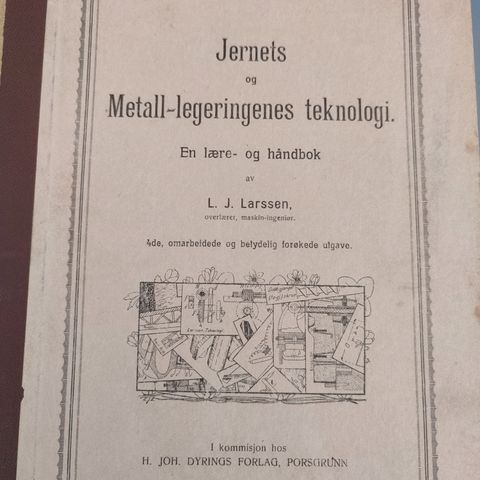 Jernets
og
Metall-legeringenes teknologi.
En lære- og håndbok
av
L. J. Larssen,
overlærer, maskin-ingeniør.
4de, omarbeidede og betydelig forøkede utgave.
I kommisjon hos
H. JOH. DYRINGS FORLAG, PORSGRUNN